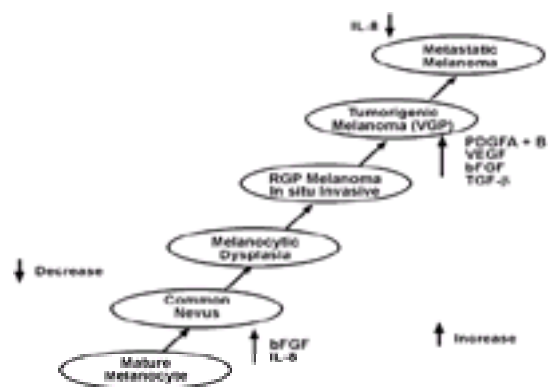 IL-8
Metastatic
Melanoma
Tumorigenic
Melanoma (VGP)
PDGFA + B
VEGF
bFGF
TGF-β
RGP Melanoma
In situ Invasive
Melanocytic
Dysplasia
Decrease
Common
Nevus
bFGF
IL-8
Increase
Mature
Melanocyte